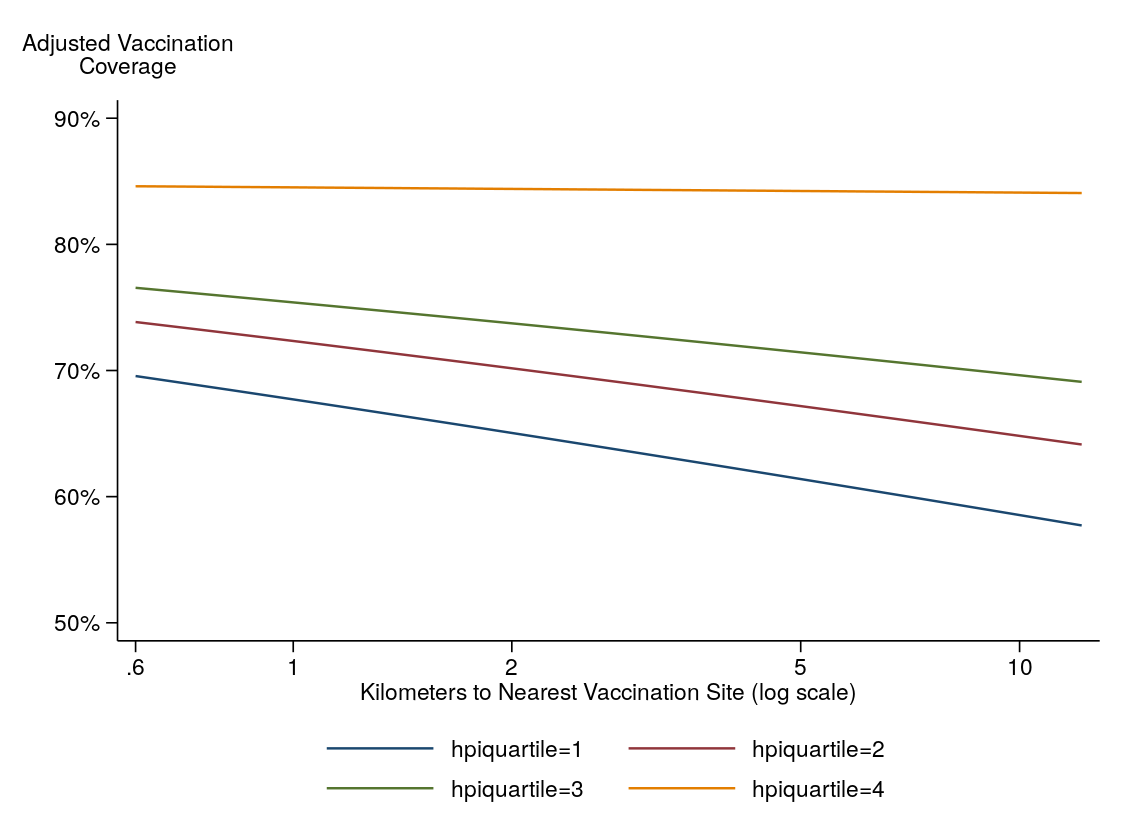 Adjusted Vaccination
Coverage
90%
80%
70%
60%
50%
.6 1 2 5 10
Kilometers to Nearest Vaccination Site (log scale)
hpiquartile=1 hpiquartile=2
hpiquartile=3 hpiquartile=4